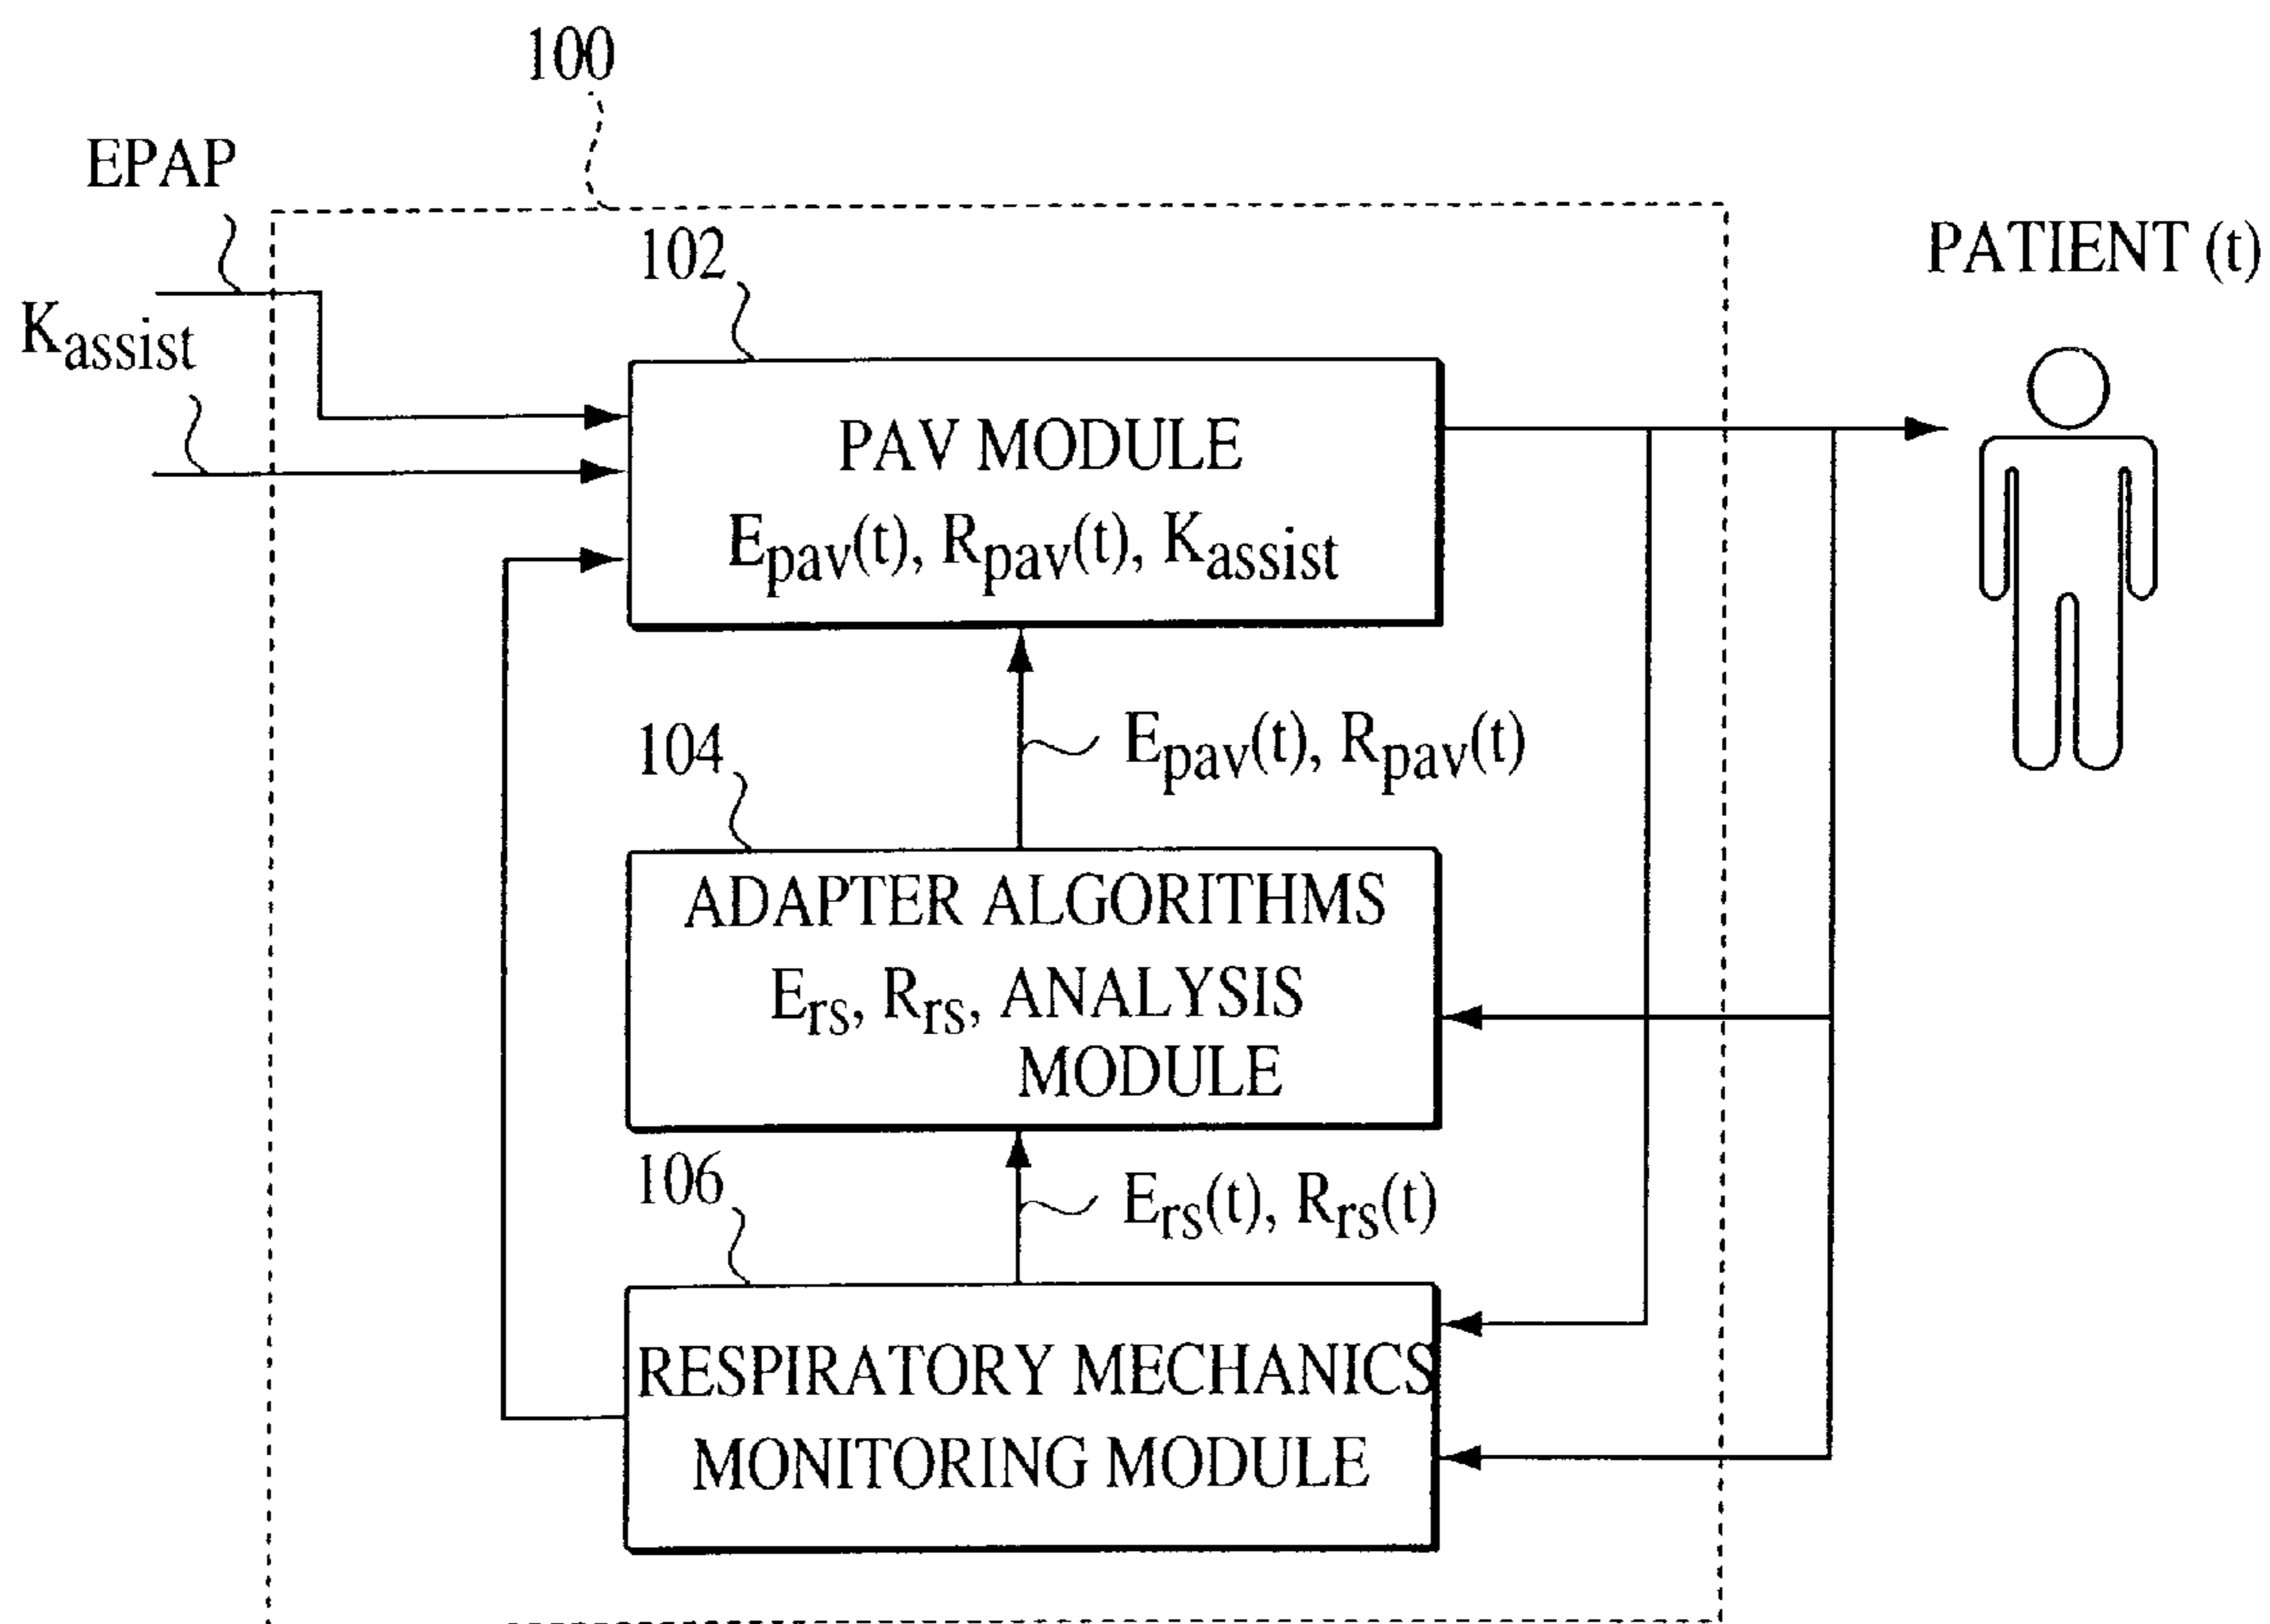 100
EPAP
102
PATIENT (t)
Kassist
PAV MODULE
Epav(t), Rpav(t), Kassist
104
Epav(t), Rpav(t)
ADAPTER ALGORITHMS
Ers, Rrs, ANALYSIS
MODULE
106
Ers(t), Rrs(t)
RESPIRATORY MECHANICS
MONITORING MODULE